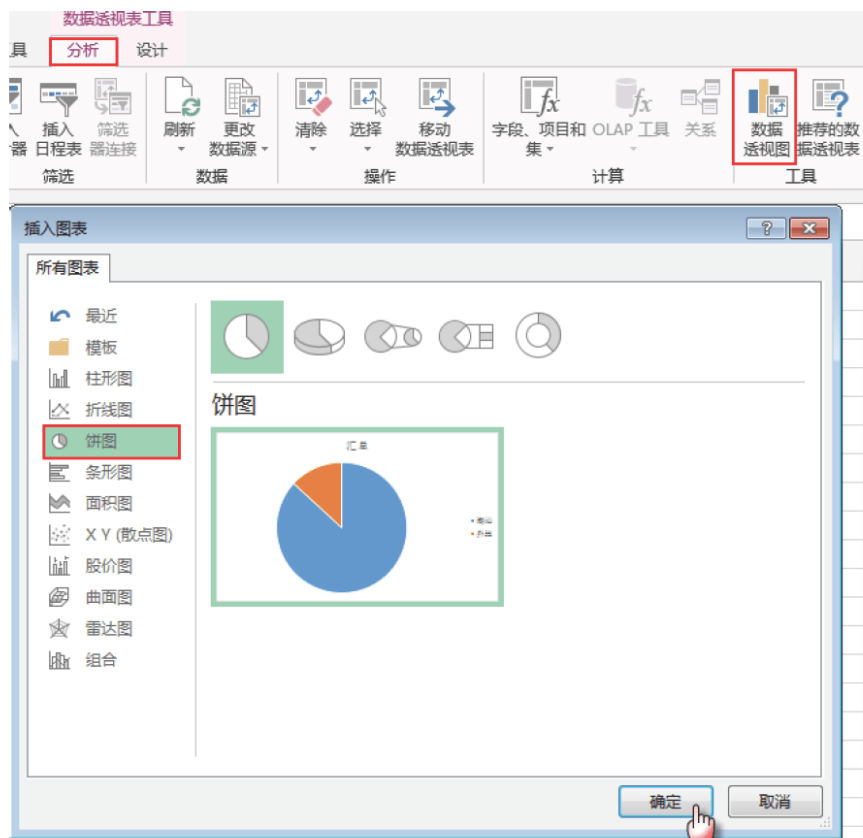 数据透视表工具
具 分析 设计
插入 筛选 刷新 更改 清除 选择 移动 字段、项目和 OLAP 工具 关系 数据 推荐的数
器 日程表 器连接 数据源 数据透视表 集 透视图 据透视表
筛选 数据 操作 计算 工具
插入图表
所有图表
最近
模板
柱形图
折线图
饼图
条形图
面积图
X Y (散点图)
股价图
曲面图
雷达图
组合
饼图
汇总
确定 取消